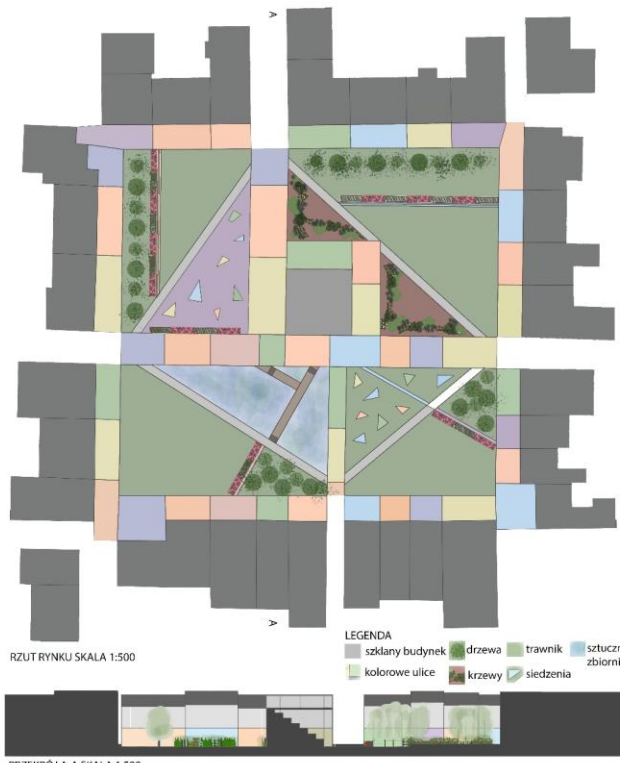 A
A
RZUT RYNKU SKALA 1:500
LEGENDA
szklany budynek
drzewa
trawnik
kolorowe ulice
krzewy
siedzenia